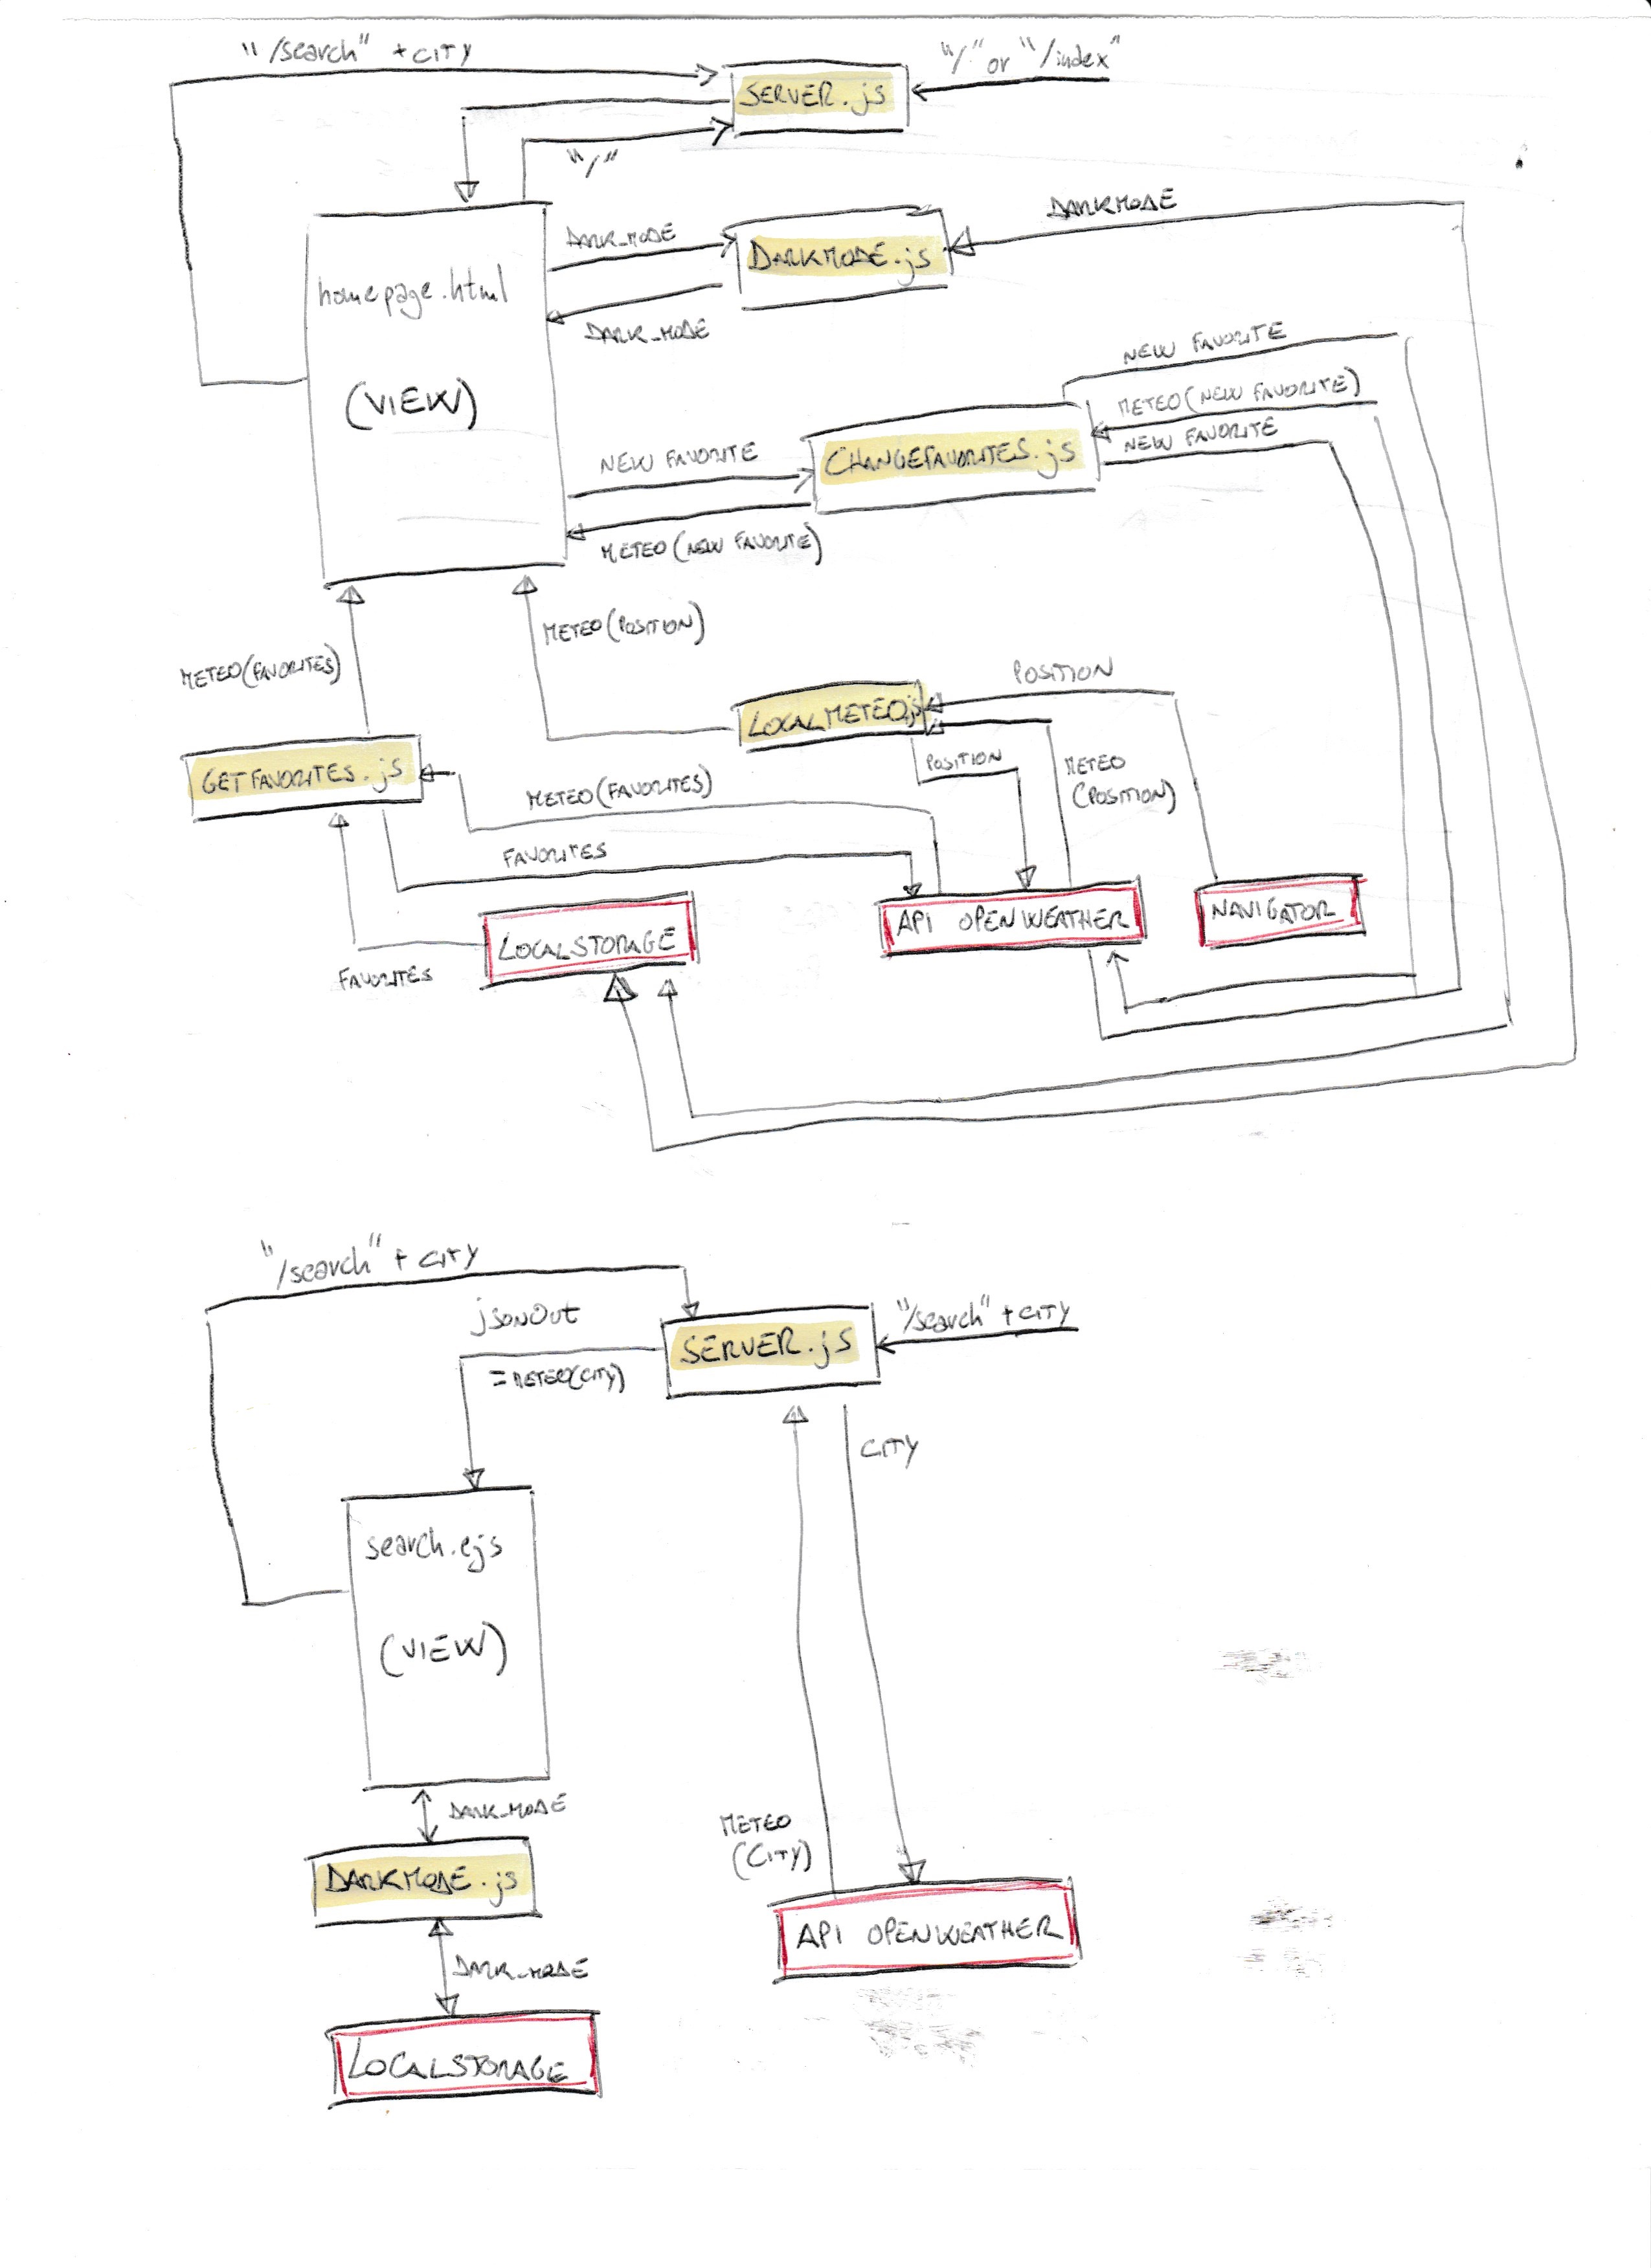 "/search" + CITY
"/" or "/index"
SERVER.js
"/"
DARKMODE
DARK_MODE
DARKMODE.js
homepage.html
DARK_MODE
NEW FAVORITE
(VIEW)
METEO (NEW FAVORITE)
NEW FAVORITE
NEW FAVORITE
CHANGEFAVORITES.js
METEO (NEW FAVORITE)
METEO (POSITION)
METEO (FAVORITES)
POSITION
LOCALMETEO.js
GETFAVORITES.js
POSITION
METEO
(POSITION)
METEO (FAVORITES)
FAVORITES
API OPENWEATHER
NAVIGATOR
LOCALSTORAGE
FAVORITES
"/search" + CITY
jsonOut
"/search" + CITY
SERVER.js
= METEO(CITY)
CITY
search.ejs
(VIEW)
DARK_MODE
METEO
(CITY)
DARKMODE.js
API OPENWEATHER
DARK_MODE
LOCALSTORAGE